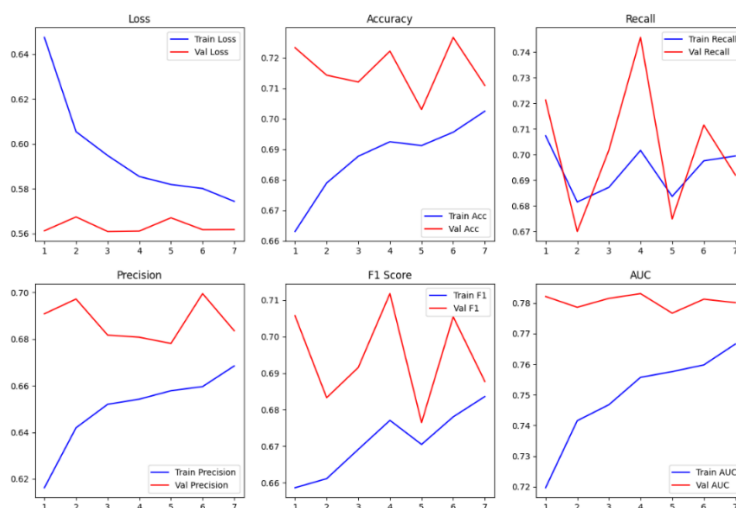 Loss
Train Loss
Val Loss
0.64
0.62
0.60
0.58
0.56
1 2 3 4 5 6 7
Accuracy
Train Acc
Val Acc
0.72
0.71
0.70
0.69
0.68
0.67
0.66
1 2 3 4 5 6 7
Recall
Train Recall
Val Recall
0.74
0.73
0.72
0.71
0.70
0.69
0.68
0.67
1 2 3 4 5 6 7
Precision
Train Precision
Val Precision
0.70
0.68
0.66
0.64
0.62
1 2 3 4 5 6 7
F1 Score
Train F1
Val F1
0.71
0.70
0.69
0.68
0.67
0.66
1 2 3 4 5 6 7
AUC
Train AUC
Val AUC
0.78
0.77
0.76
0.75
0.74
0.73
0.72
1 2 3 4 5 6 7